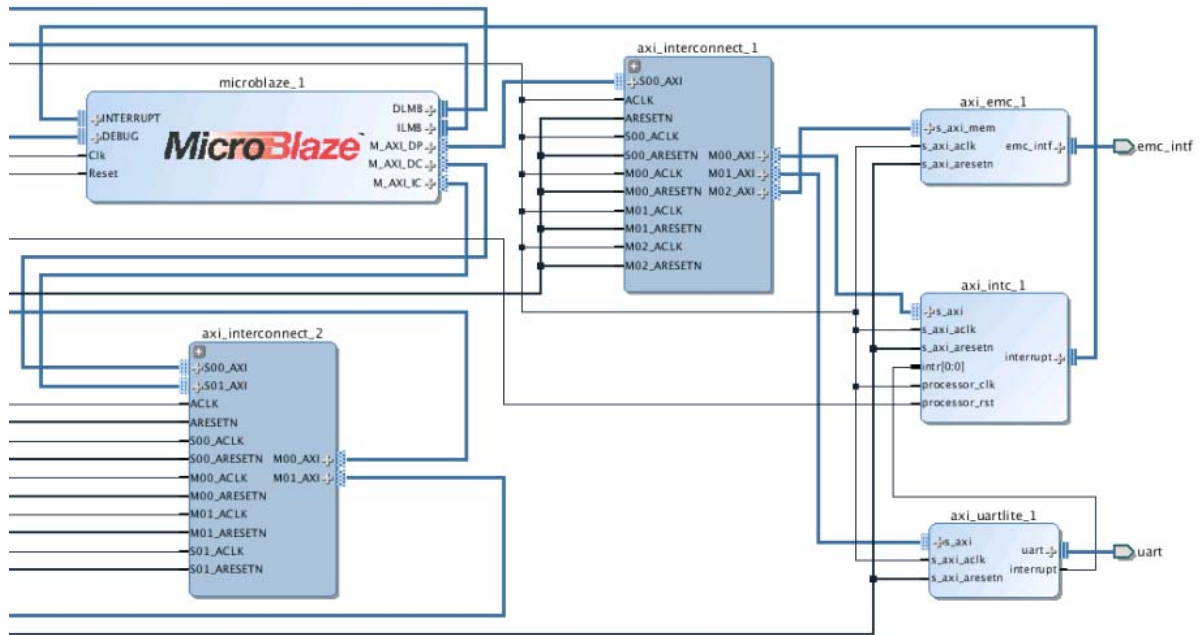 microblaze_1
INTERRUPT
DEBUG
Clk
Reset
MicroBlaze™
DLMB
ILMB
M_AXI_DP
M_AXI_DC
M_AXI_IC
axi_interconnect_1
S00_AXI
ACLK
ARESETN
S00_ACLK
S00_ARESETN M00_AXI
M00_ACLK M01_AXI
M00_ARESETN M02_AXI
M01_ACLK
M01_ARESETN
M02_ACLK
M02_ARESETN
axi_emc_1
s_axi_mem
s_axi_aclk emc_intf
s_axi_aresetn
emc_intf
axi_intc_1
s_axi
s_axi_aclk
s_axi_aresetn
intr[0:0] interrupt
processor_clk
processor_rst
axi_interconnect_2
S00_AXI
S01_AXI
ACLK
ARESETN
S00_ACLK
S00_ARESETN M00_AXI
M00_ACLK M01_AXI
M00_ARESETN
M01_ACLK
M01_ARESETN
S01_ACLK
S01_ARESETN
axi_uartlite_1
s_axi uart
s_axi_aclk interrupt
s_axi_aresetn
uart